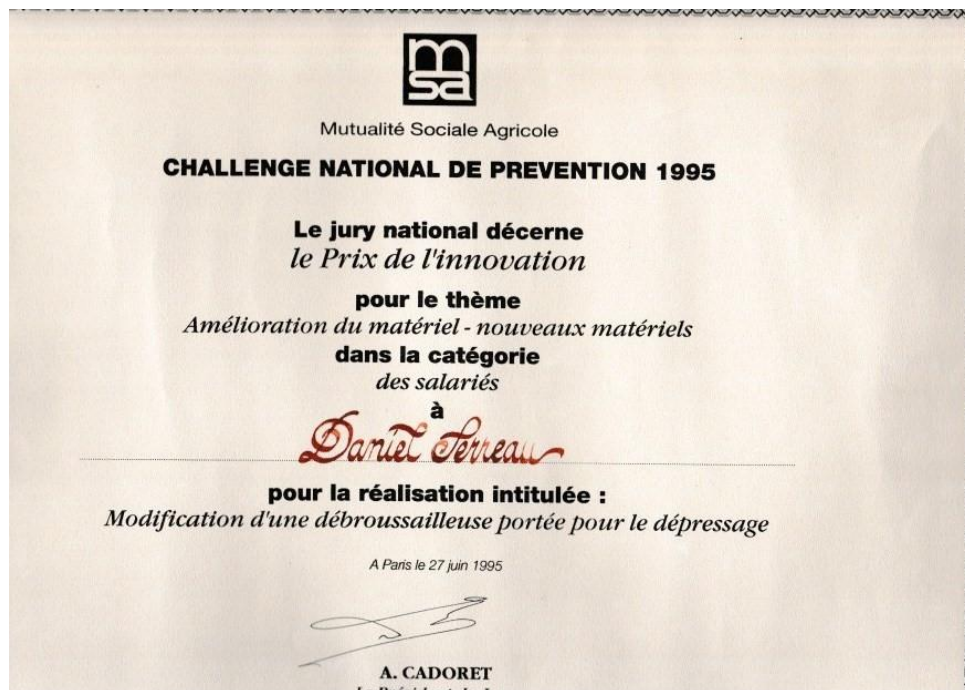 msa
Mutualité Sociale Agricole
CHALLENGE NATIONAL DE PREVENTION 1995
Le jury national décerne
le Prix de l'innovation
pour le thème
Amélioration du matériel - nouveaux matériels
dans la catégorie
des salariés
à
Daniel Serreau
pour la réalisation intitulée :
Modification d'une débroussailleuse portée pour le dépressage
A Paris le 27 juin 1995
A. CADORET